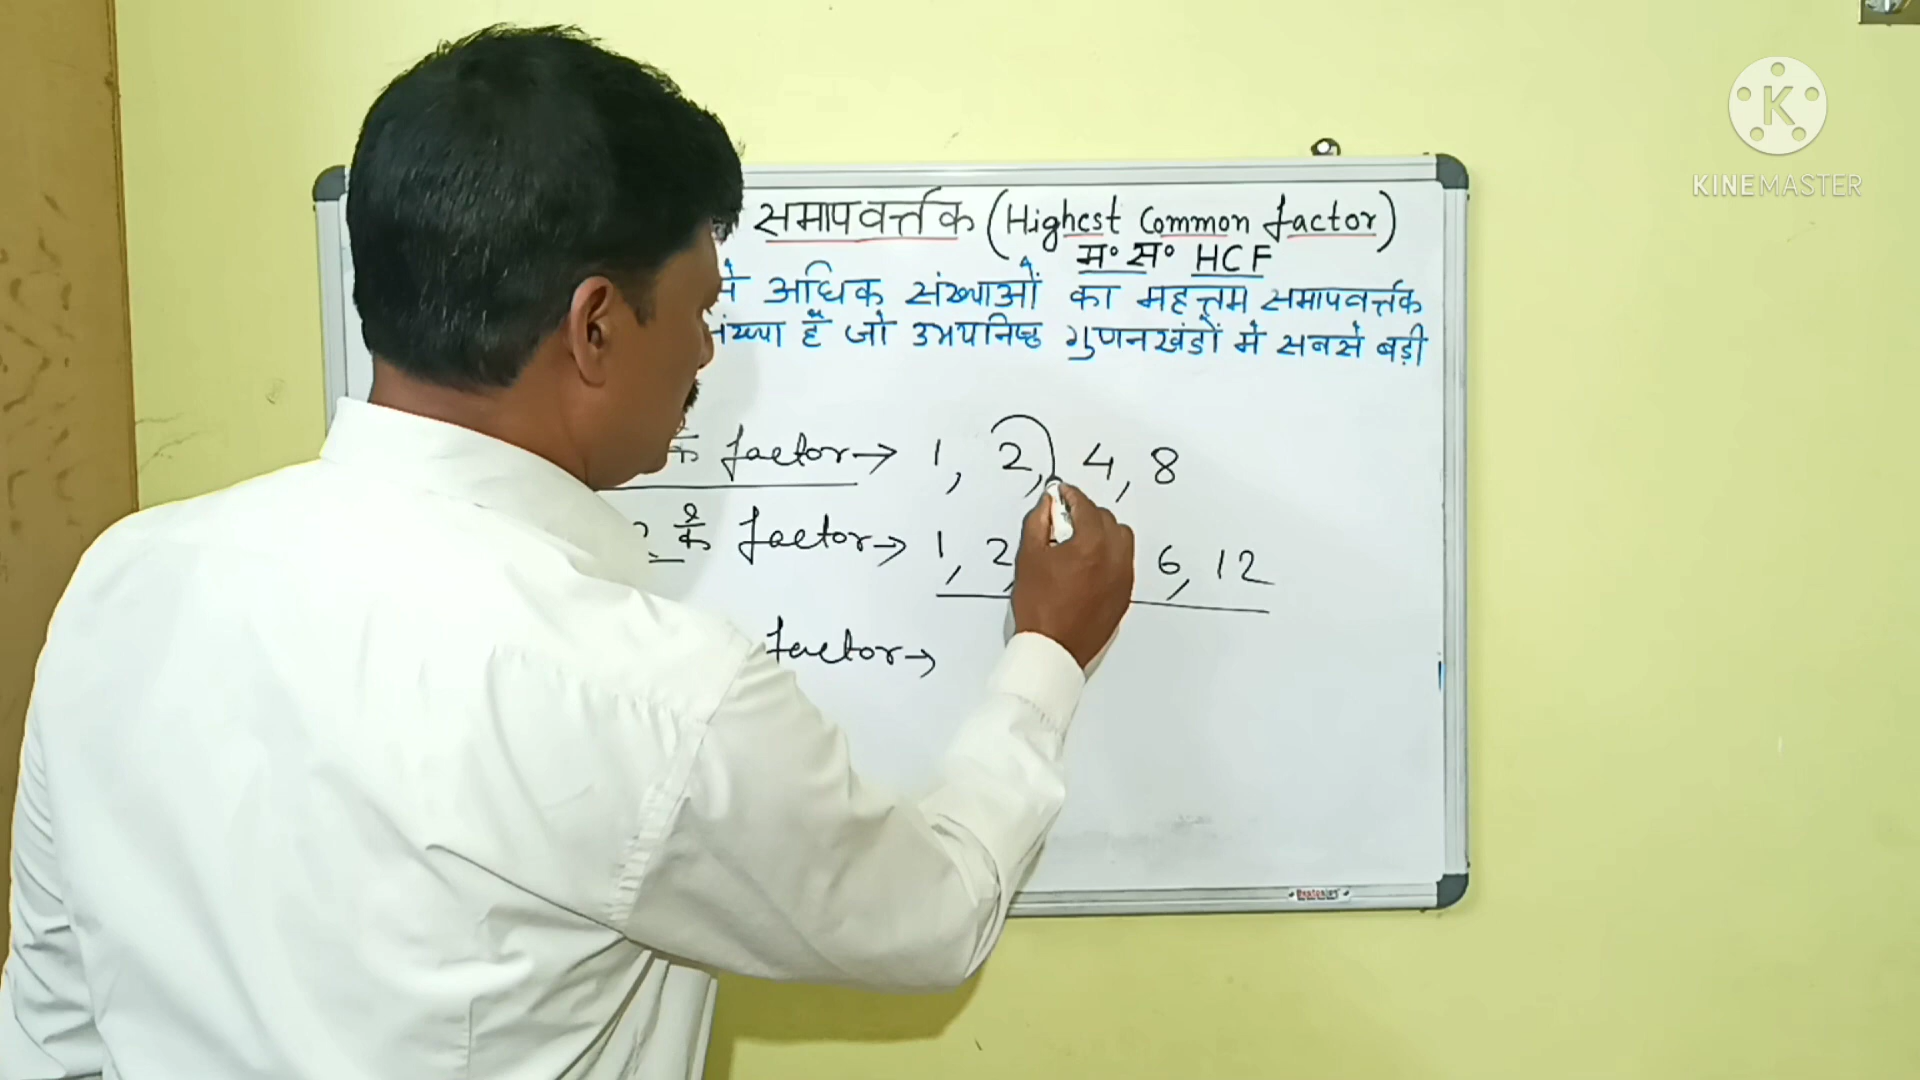 KINEMASTER
समापवर्त्तक (Highest Common factor)
म॰ स॰ HCF
से अधिक संख्याओं का महत्तम समापवर्त्तक
संख्या है जो उभयनिष्ठ गुणनखंडों में सबसे बड़ी
के factor→ 1, 2, 4, 8
के factor→ 1, 2, 6, 12
factor→